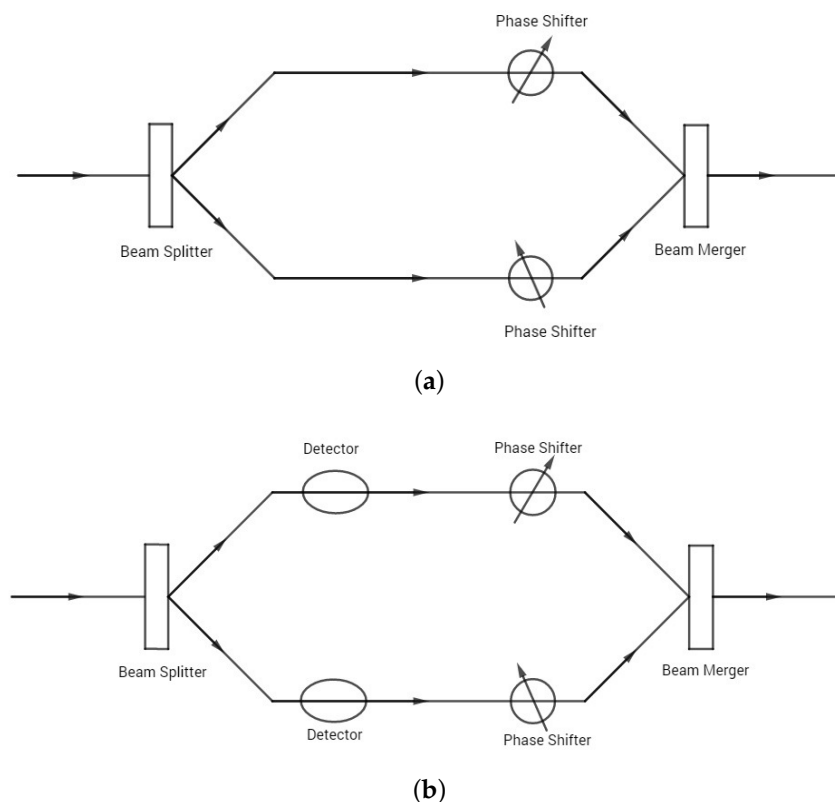 Phase Shifter
Beam Splitter
Beam Merger
Phase Shifter
(a)
Detector
Phase Shifter
Beam Splitter
Beam Merger
Detector
Phase Shifter
(b)